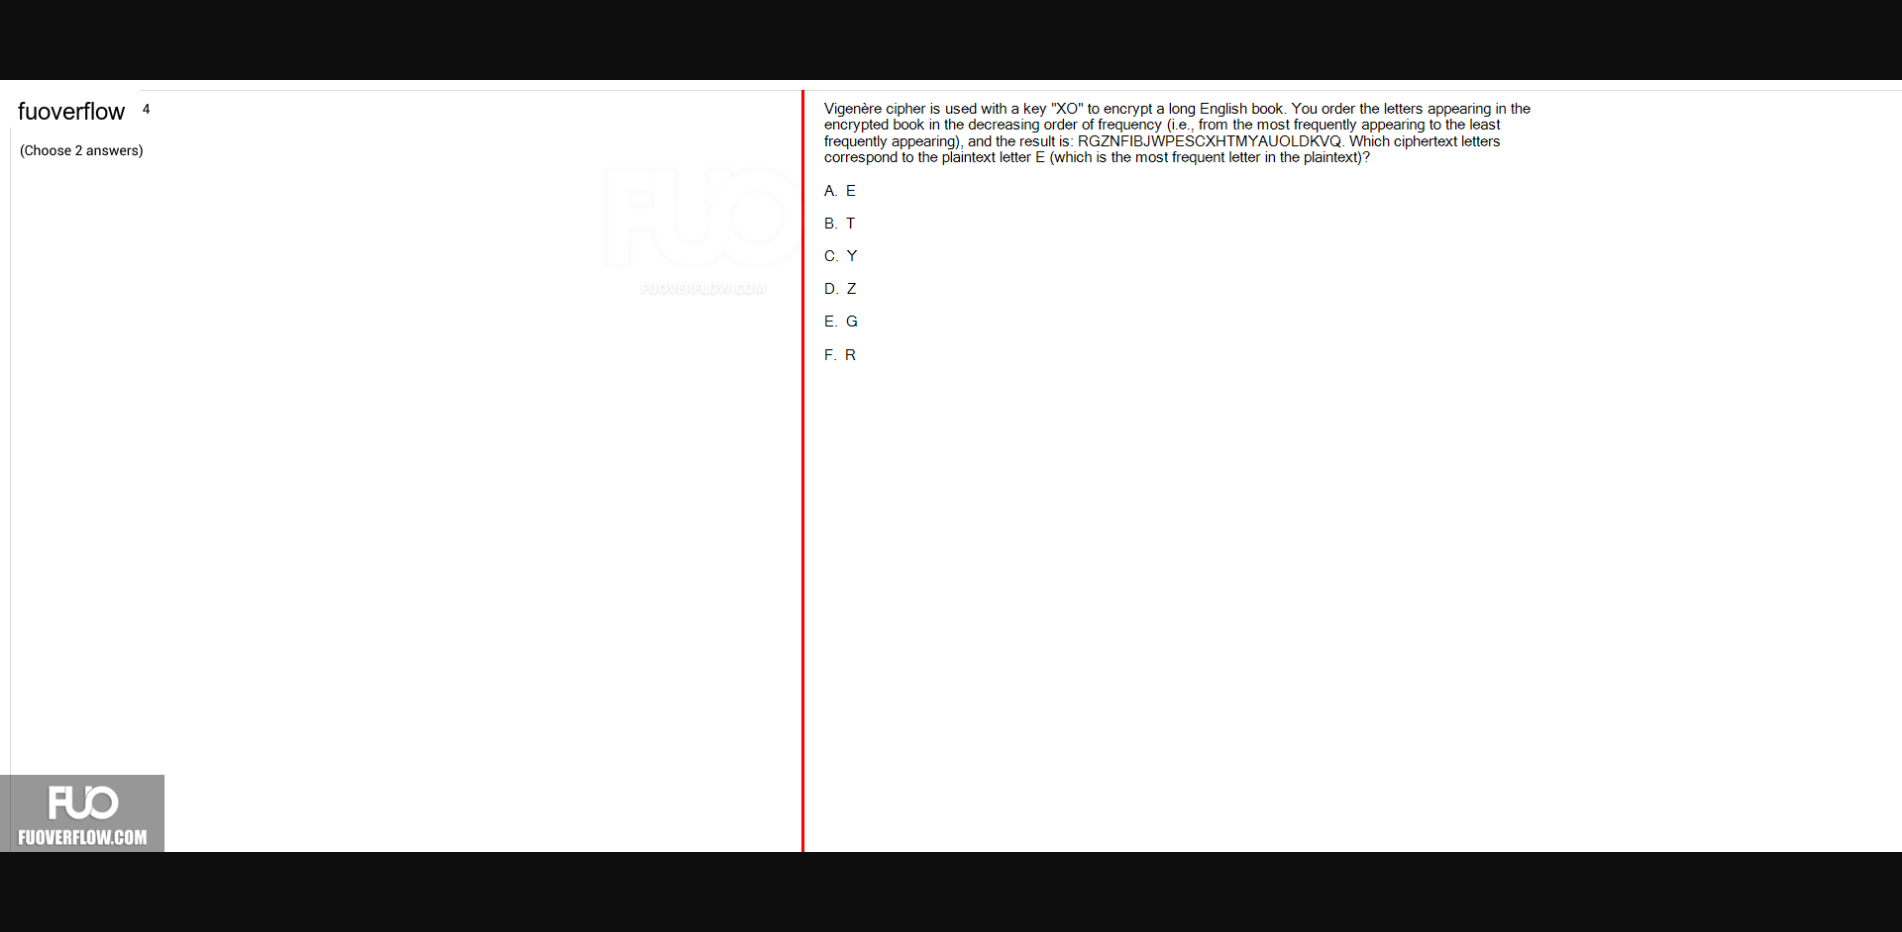 fuoverflow 4
(Choose 2 answers)
Vigenère cipher is used with a key "XO" to encrypt a long English book. You order the letters appearing in the
encrypted book in the decreasing order of frequency (i.e., from the most frequently appearing to the least
frequently appearing), and the result is: RGZNFIBJWPESCXHTMYAUOLDKVQ. Which ciphertext letters
correspond to the plaintext letter E (which is the most frequent letter in the plaintext)?
A. E
B. T
C. Y
D. Z
E. G
F. R
FUO
FUOVERFLOW.COM
FUO
FUOVERFLOW.COM